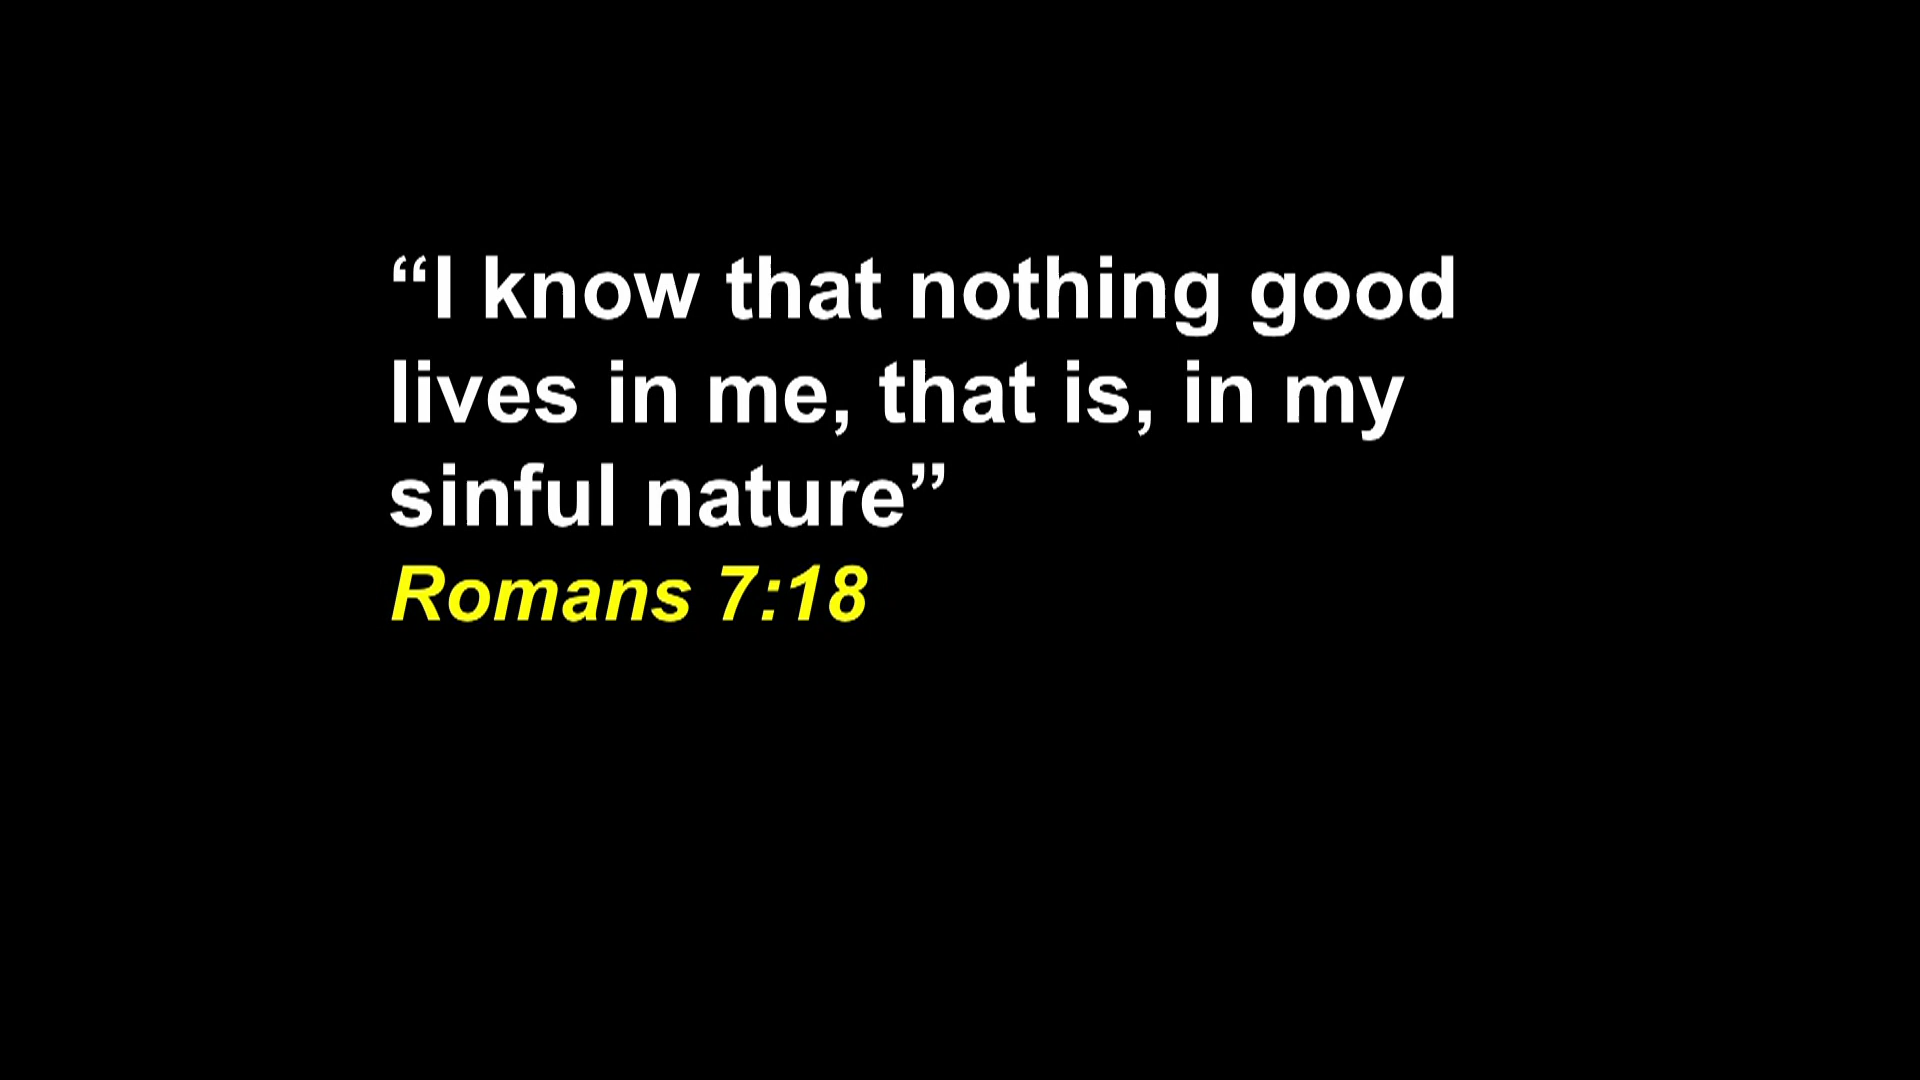 “I know that nothing good
lives in me, that is, in my
sinful nature”
Romans 7:18